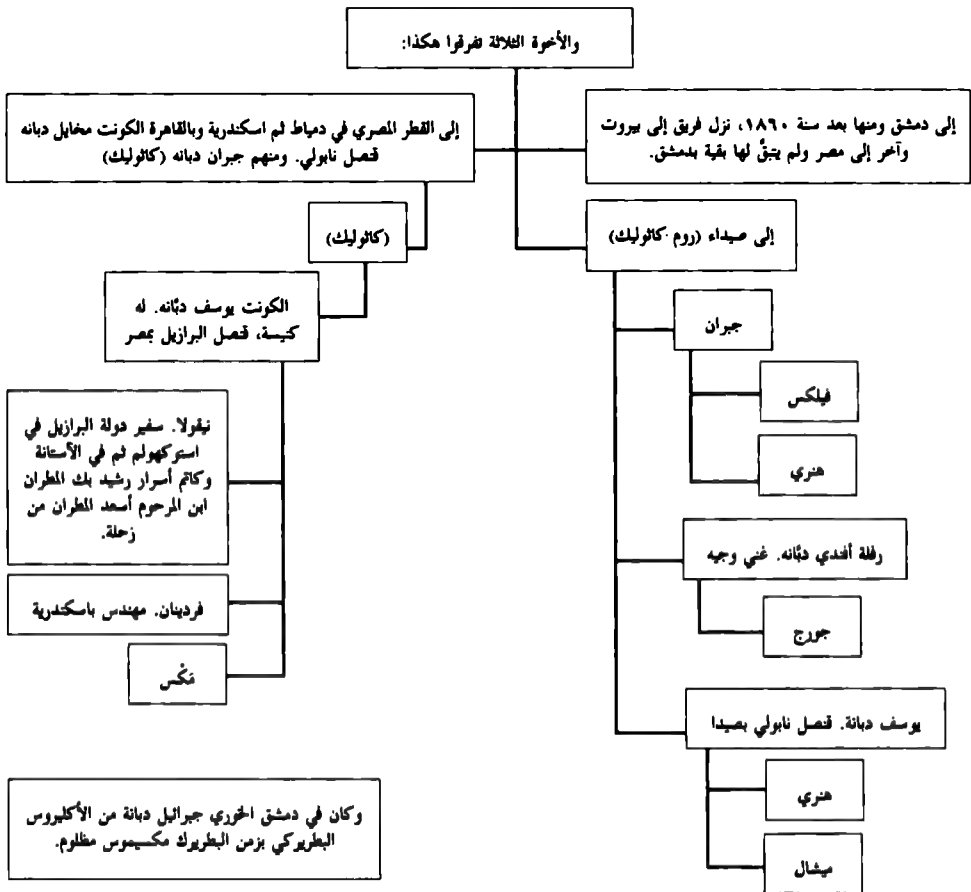 والأخوة الثلاثة تفرقوا هكذا:
إلى دمشق ومنها بعد سنة ١٨٦٠، نزل فريق إلى بيروت
وآخر إلى مصر ولم يتبقَّ لها بقية بدمشق.
إلى القطر المصري في دمياط ثم اسكندرية وبالقاهرة الكونت مخايل دبانه
قنصل نابولي. ومنهم جبران دبانه (كاثوليك)
إلى صيداء (روم كاثوليك)
جبران
فيلكس
هنري
رفلة أفندي دبّانه. غني وجيه
جورج
يوسف دبانة. قنصل نابولي بصيدا
هنري
ميشال
(كاثوليك)
الكونت يوسف دبّانه. له
كنيسة، قنصل البرازيل بمصر
نيقولا. سفير دولة البرازيل في
استوكهولم ثم في الآستانة
وكاتم أسرار رشيد بك المطران
ابن المرحوم أسعد المطران من
زحلة.
فردينان. مهندس باسكندرية
مَكْس
وكان في دمشق الخوري جبرائيل دبانة من الأكليروس
البطريركي بزمن البطريرك مكسيموس مظلوم.